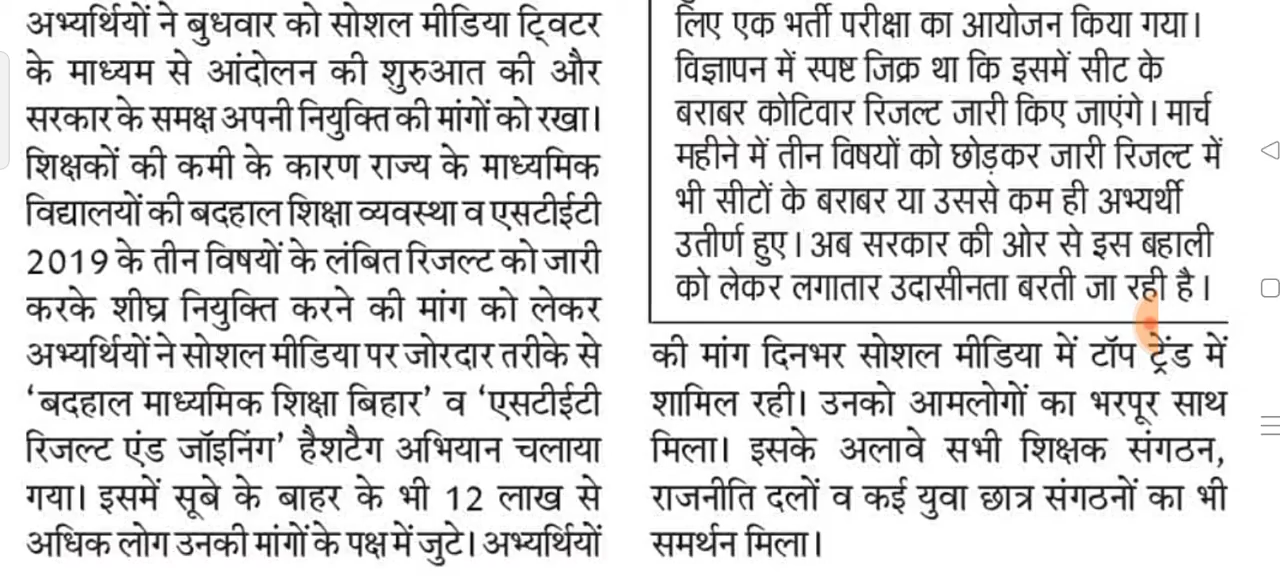 अभ्यर्थियों ने बुधवार को सोशल मीडिया ट्विटर
के माध्यम से आंदोलन की शुरुआत की और
सरकार के समक्ष अपनी नियुक्ति की मांगों को रखा।
शिक्षकों की कमी के कारण राज्य के माध्यमिक
विद्यालयों की बदहाल शिक्षा व्यवस्था व एसटीईटी
2019 के तीन विषयों के लंबित रिजल्ट को जारी
करके शीघ्र नियुक्ति करने की मांग को लेकर
अभ्यर्थियों ने सोशल मीडिया पर जोरदार तरीके से
‘बदहाल माध्यमिक शिक्षा बिहार’ व ‘एसटीईटी
रिजल्ट एंड जॉइनिंग’ हैशटैग अभियान चलाया
गया। इसमें सूबे के बाहर के भी 12 लाख से
अधिक लोग उनकी मांगों के पक्ष में जुटे। अभ्यर्थियों
लिए एक भर्ती परीक्षा का आयोजन किया गया।
विज्ञापन में स्पष्ट जिक्र था कि इसमें सीट के
बराबर कोटिवार रिजल्ट जारी किए जाएंगे। मार्च
महीने में तीन विषयों को छोड़कर जारी रिजल्ट में
भी सीटों के बराबर या उससे कम ही अभ्यर्थी
उतीर्ण हुए। अब सरकार की ओर से इस बहाली
को लेकर लगातार उदासीनता बरती जा रही है।
की मांग दिनभर सोशल मीडिया में टॉप ट्रेंड में
शामिल रही। उनको आमलोगों का भरपूर साथ
मिला। इसके अलावे सभी शिक्षक संगठन,
राजनीति दलों व कई युवा छात्र संगठनों का भी
समर्थन मिला।